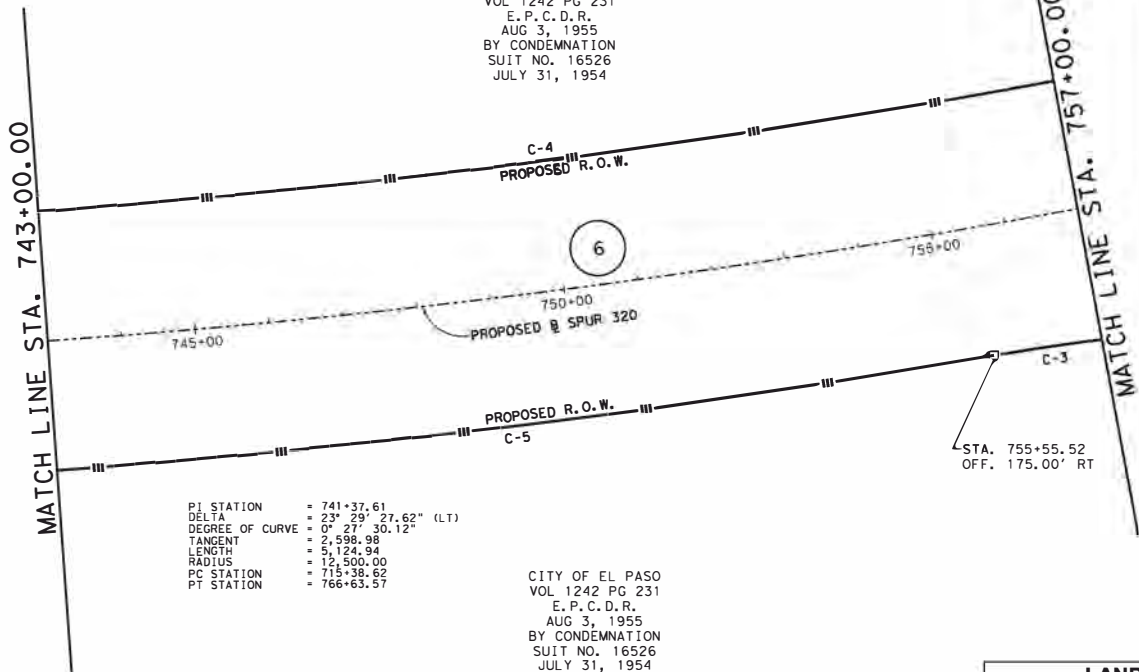 VOL 1242 PG 231
E.P.C.D.R.
AUG 3, 1955
BY CONDEMNATION
SUIT NO. 16526
JULY 31, 1954
MATCH LINE STA. 743+00.00
MATCH LINE STA. 757+00.00
C-4
PROPOSED R.O.W.
6
755+00
750+00
745+00
PROPOSED ℄ SPUR 320
C-3
PROPOSED R.O.W.
C-5
STA. 755+55.52
OFF. 175.00' RT
PI STATION = 741+37.61
DELTA = 23° 29' 27.62" (LT)
DEGREE OF CURVE = 0° 27' 30.12"
TANGENT = 2,598.98
LENGTH = 5,124.94
RADIUS = 12,500.00
PC STATION = 715+38.62
PT STATION = 766+63.57
CITY OF EL PASO
VOL 1242 PG 231
E.P.C.D.R.
AUG 3, 1955
BY CONDEMNATION
SUIT NO. 16526
JULY 31, 1954
LAND